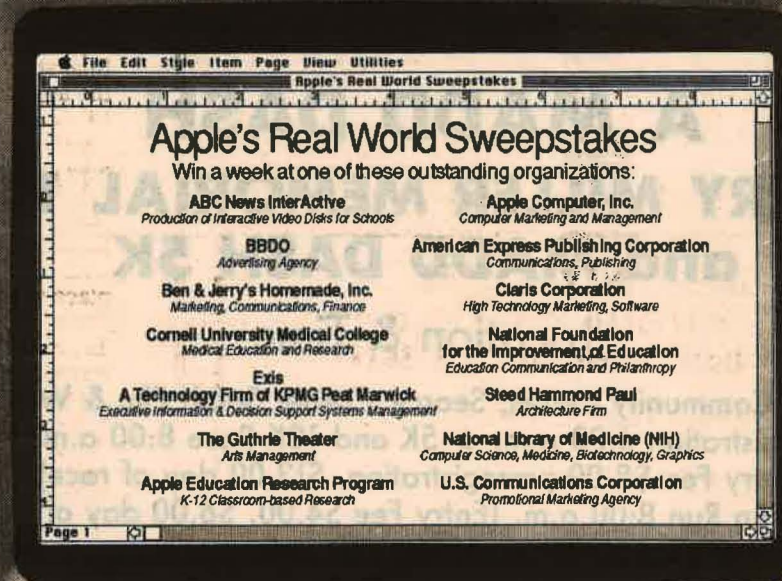 File Edit Style Item Page View Utilities
Apple's Real World Sweepstakes
Apple's Real World Sweepstakes
Win a week at one of these outstanding organizations:
ABC News InterActive
Production of Interactive Video Disks for Schools
BBDO
Advertising Agency
Ben & Jerry's Homemade, Inc.
Marketing, Communications, Finance
Cornell University Medical College
Medical Education and Research
Exis
A Technology Firm of KPMG Peat Marwick
Executive Information & Decision Support Systems Management
The Guthrie Theater
Arts Management
Apple Education Research Program
K-12 Classroom-based Research
Apple Computer, Inc.
Computer Marketing and Management
American Express Publishing Corporation
Communications, Publishing
Claris Corporation
High Technology Marketing, Software
National Foundation
for the Improvement of Education
Education Communication and Philanthropy
Steed Hammond Paul
Architecture Firm
National Library of Medicine (NIH)
Computer Science, Medicine, Biotechnology, Graphics
U.S. Communications Corporation
Promotional Marketing Agency
Page 1